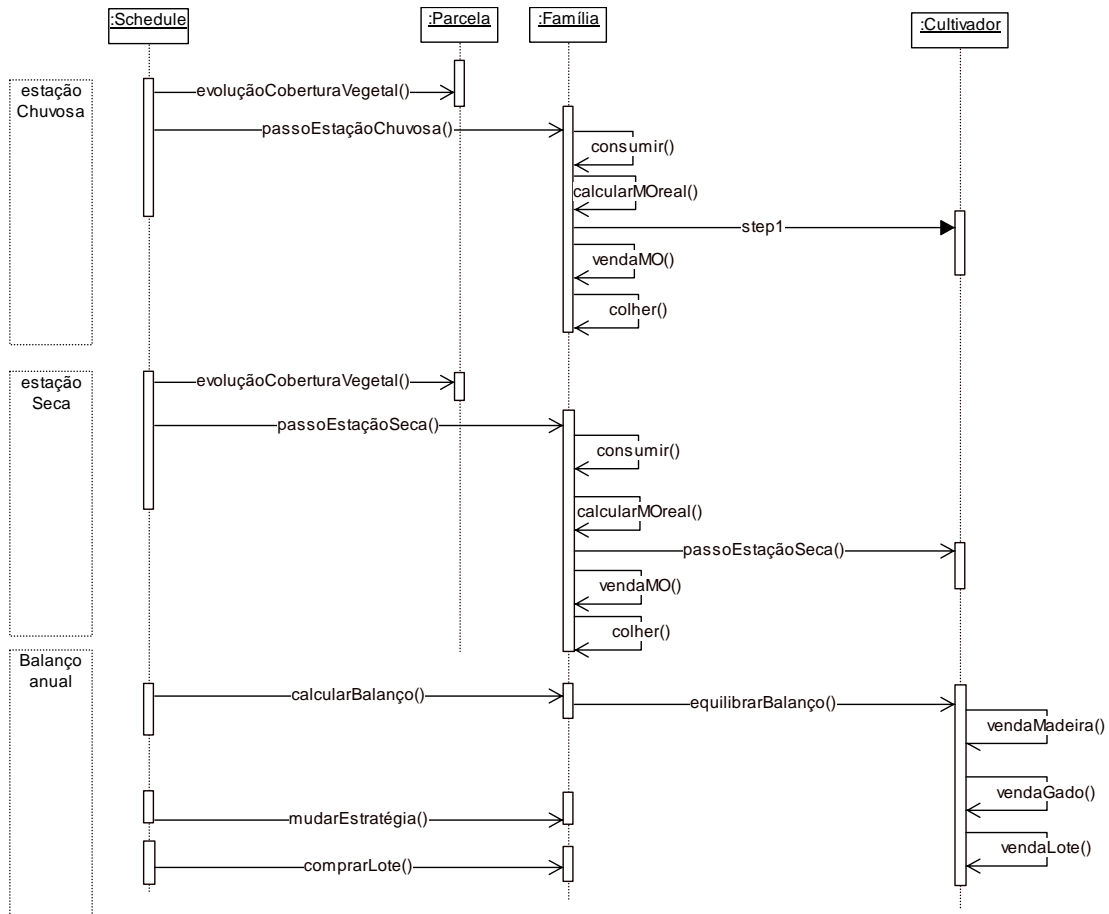 :Schedule
:Parcela
:Família
:Cultivador
estação
Chuvosa
evoluçãoCoberturaVegetal()
passoEstaçãoChuvosa()
consumir()
calcularMOreal()
step1
vendaMO()
colher()
estação
Seca
evoluçãoCoberturaVegetal()
passoEstaçãoSeca()
consumir()
calcularMOreal()
passoEstaçãoSeca()
vendaMO()
colher()
Balanço
anual
calcularBalanço()
equilibrarBalanço()
vendaMadeira()
vendaGado()
mudarEstratégia()
vendaLote()
comprarLote()